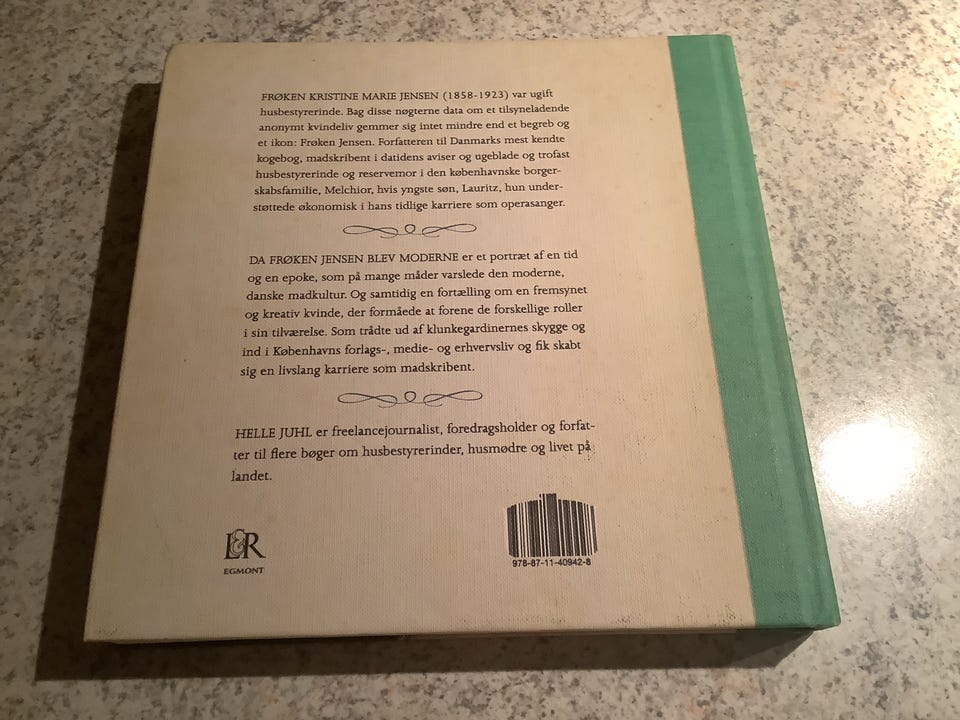 FRØKEN KRISTINE MARIE JENSEN (1858-1923) var ugift
husbestyrerinde. Bag disse nøgterne data om et tilsyneladende
anonymt kvindeliv gemmer sig intet mindre end et begreb og
et ikon: Frøken Jensen. Forfatteren til Danmarks mest kendte
kogebog, madskribent i datidens aviser og ugeblade og trofast
husbestyrerinde og reservemor i den københavnske borger-
skabsfamilie, Melchior, hvis yngste søn, Lauritz, hun under-
støttede økonomisk i hans tidlige karriere som operasanger.
DA FRØKEN JENSEN BLEV MODERNE er et portræt af en tid
og en epoke, som på mange måder varslede den moderne,
danske madkultur. Og samtidig en fortælling om en fremsynet
og kreativ kvinde, der formåede at forene de forskellige roller
i sin tilværelse. Som trådte ud af klunkegardinernes skygge og
ind i Københavns forlags-, medie- og erhvervsliv og fik skabt
sig en livslang karriere som madskribent.
HELLE JUHL er freelancejournalist, foredragsholder og forfat-
ter til flere bøger om husbestyrerinder, husmødre og livet på
landet.
L&R
EGMONT
978-87-11-40942-8